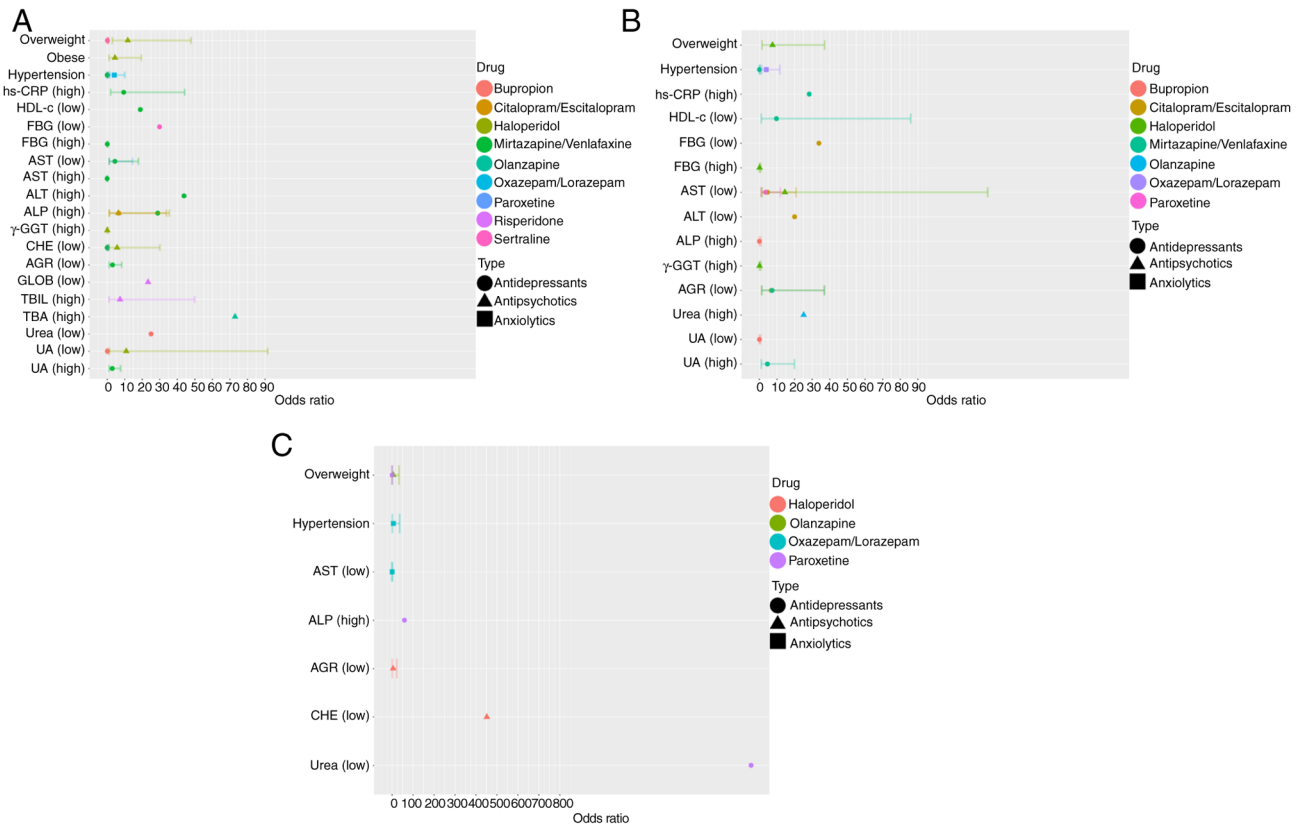 A
Overweight
Obese
Hypertension
hs-CRP (high)
HDL-c (low)
FBG (low)
FBG (high)
AST (low)
AST (high)
ALT (high)
ALP (high)
γ-GGT (high)
CHE (low)
AGR (low)
GLOB (low)
TBIL (high)
TBA (high)
Urea (low)
UA (low)
UA (high)
0 10 20 30 40 50 60 70 80 90
Odds ratio
Drug
Bupropion
Citalopram/Escitalopram
Haloperidol
Mirtazapine/Venlafaxine
Olanzapine
Oxazepam/Lorazepam
Paroxetine
Risperidone
Sertraline
Type
Antidepressants
Antipsychotics
Anxiolytics
B
Overweight
Hypertension
hs-CRP (high)
HDL-c (low)
FBG (low)
FBG (high)
AST (low)
ALT (low)
ALP (high)
γ-GGT (high)
AGR (low)
Urea (high)
UA (low)
UA (high)
0 10 20 30 40 50 60 70 80 90
Odds ratio
Drug
Bupropion
Citalopram/Escitalopram
Haloperidol
Mirtazapine/Venlafaxine
Olanzapine
Oxazepam/Lorazepam
Paroxetine
Type
Antidepressants
Antipsychotics
Anxiolytics
C
Overweight
Hypertension
AST (low)
ALP (high)
AGR (low)
CHE (low)
Urea (low)
0 100 200 300 400 500 600 700 800
Odds ratio
Drug
Haloperidol
Olanzapine
Oxazepam/Lorazepam
Paroxetine
Type
Antidepressants
Antipsychotics
Anxiolytics